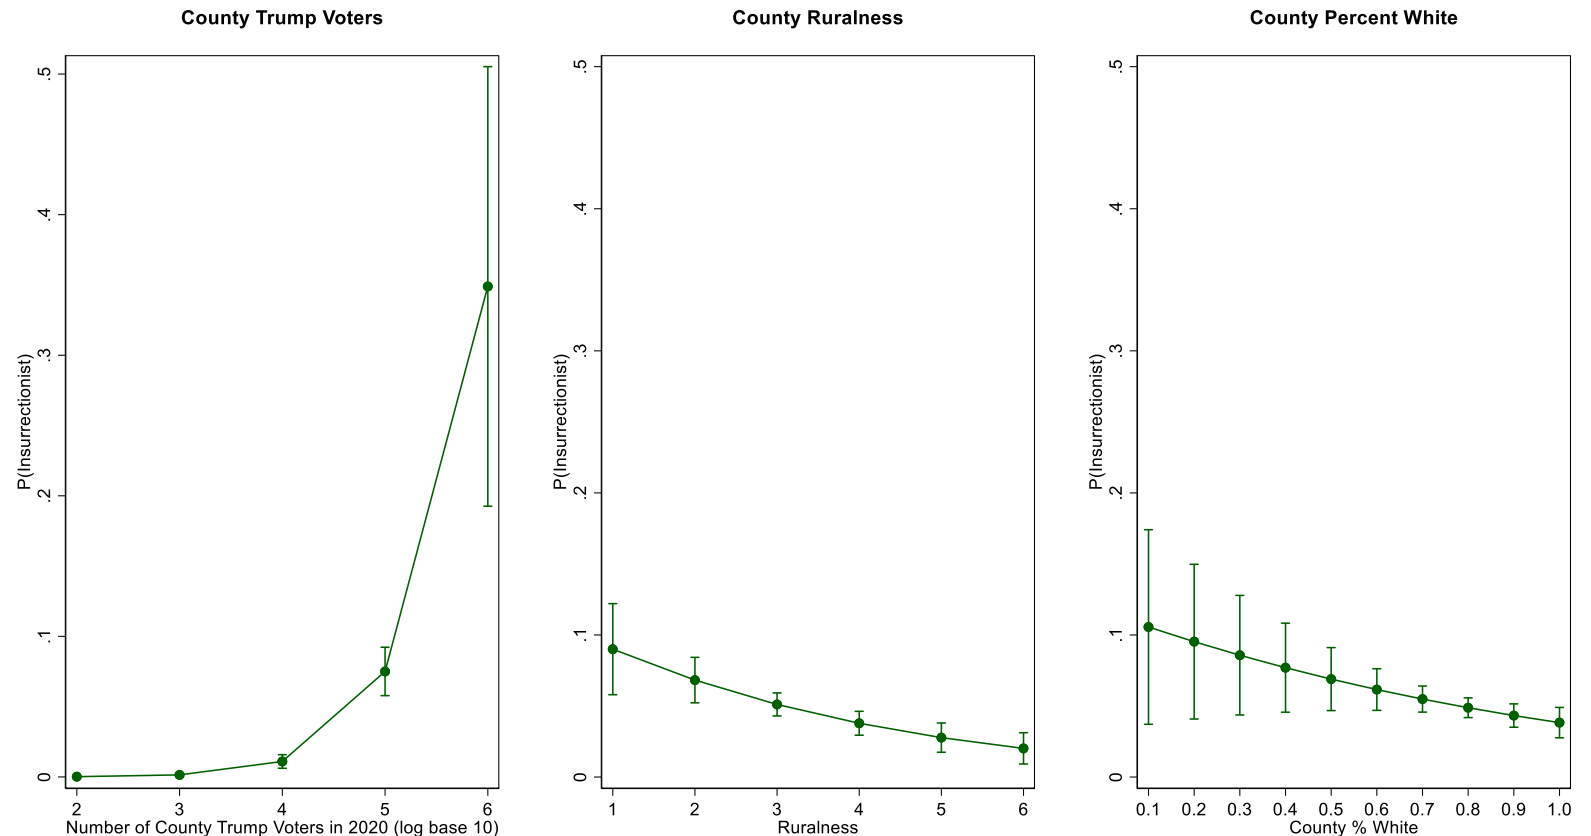 County Trump Voters
P(Insurrectionist)
.5
.4
.3
.2
.1
0
2 3 4 5 6
Number of County Trump Voters in 2020 (log base 10)
County Ruralness
P(Insurrectionist)
.5
.4
.3
.2
.1
0
1 2 3 4 5 6
Ruralness
County Percent White
P(Insurrectionist)
.5
.4
.3
.2
.1
0
0.1 0.2 0.3 0.4 0.5 0.6 0.7 0.8 0.9 1.0
County % White